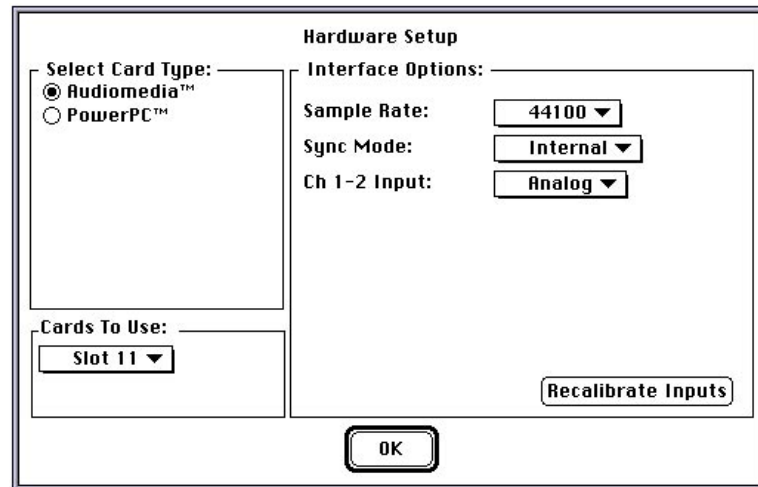 Hardware Setup
Select Card Type:
Audiomedia™
PowerPC™
Cards To Use:
Slot 11
Interface Options:
Sample Rate: 44100
Sync Mode: Internal
Ch 1-2 Input: Analog
Recalibrate Inputs
OK